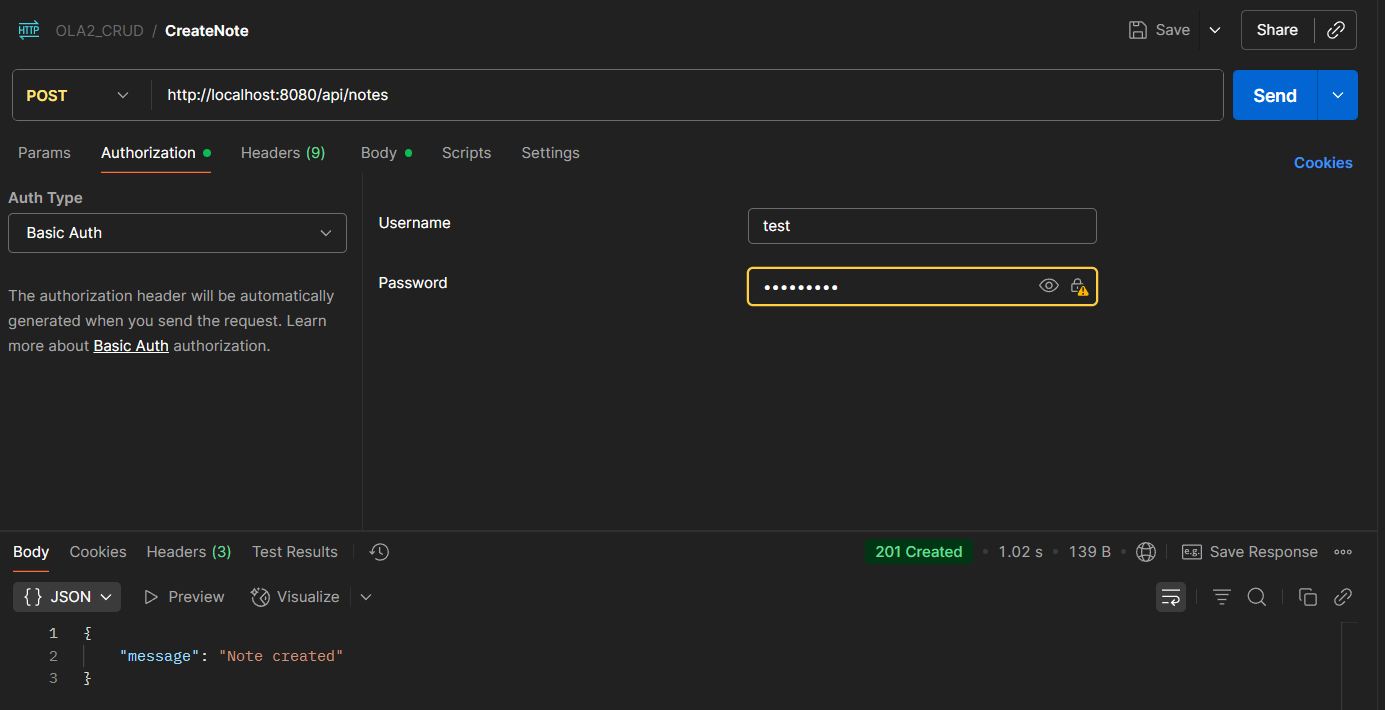 HTTP OLA2_CRUD / CreateNote Save Share
POST http://localhost:8080/api/notes Send
Params Authorization Headers (9) Body Scripts Settings Cookies
Auth Type
Basic Auth
Username test
Password •••••••••
The authorization header will be automatically
generated when you send the request. Learn
more about Basic Auth authorization.
Body Cookies Headers (3) Test Results 201 Created • 1.02 s • 139 B • e.g. Save Response
{} JSON Preview Visualize
1 {
2 "message": "Note created"
3 }